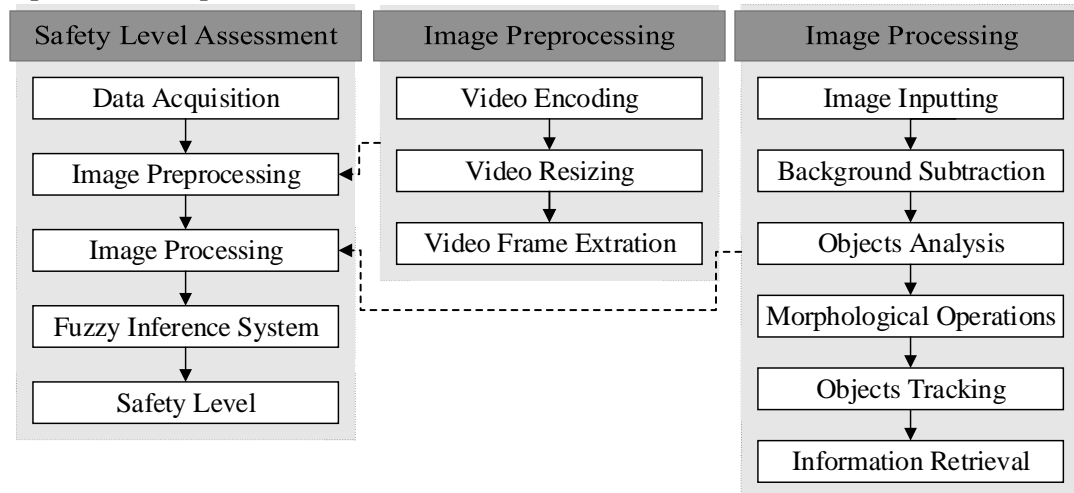 Safety Level Assessment
Data Acquisition
Image Preprocessing
Image Processing
Fuzzy Inference System
Safety Level
Image Preprocessing
Video Encoding
Video Resizing
Video Frame Extration
Image Processing
Image Inputting
Background Subtraction
Objects Analysis
Morphological Operations
Objects Tracking
Information Retrieval